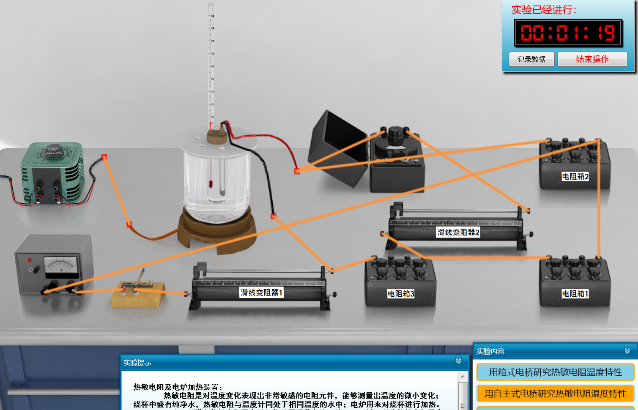 实验已经进行:
00:01:19
记录数据
结束操作
电阻箱2
滑线变阻器2
滑线变阻器1
电阻箱3
电阻箱1
实验提示
热敏电阻及电炉加热装置:
热敏电阻是对温度变化表现出非常敏感的电阻元件，能够测量出温度的微小变化;
烧杯中盛有纯净水，热敏电阻与温度计同处于相同温度的水中; 电炉用来对烧杯进行加热。
实验内容
用箱式电桥研究热敏电阻温度特性
用自主式电桥研究热敏电阻温度特性